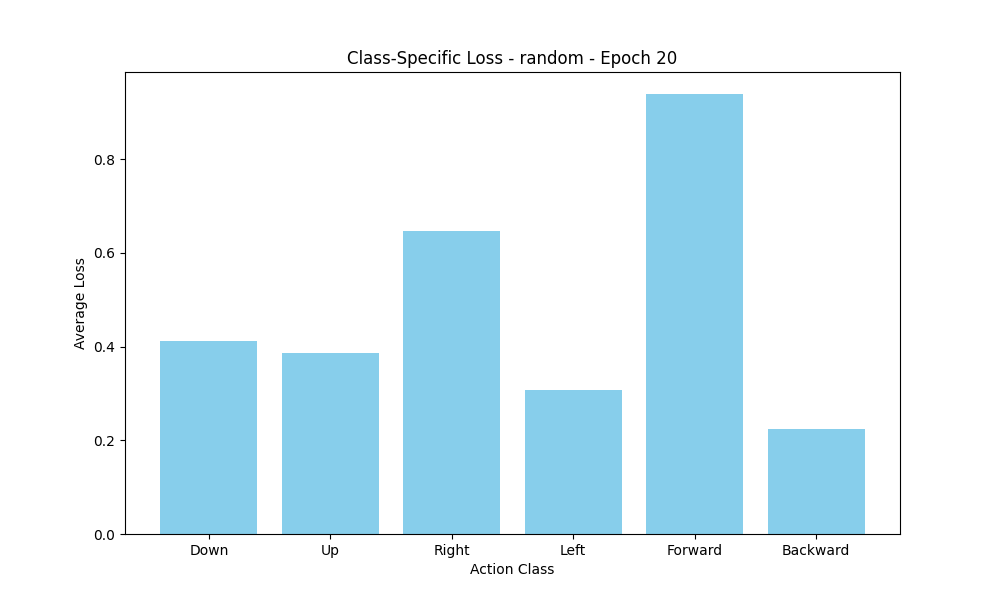 Class-Specific Loss - random - Epoch 20
Average Loss
0.8
0.6
0.4
0.2
0.0
Down Up Right Left Forward Backward
Action Class